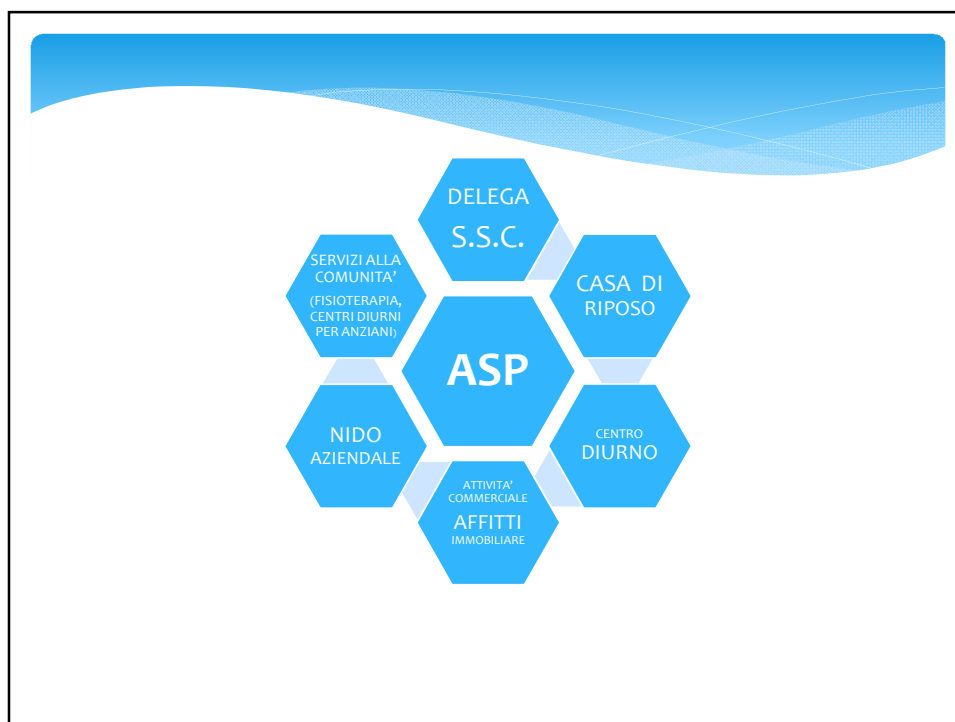 DELEGA
S.S.C.
SERVIZI ALLA
COMUNITA’
(FISIOTERAPIA,
CENTRI DIURNI
PER ANZIANI)
CASA DI
RIPOSO
ASP
NIDO
AZIENDALE
CENTRO
DIURNO
ATTIVITA’
COMMERCIALE
AFFITTI
IMMOBILIARE